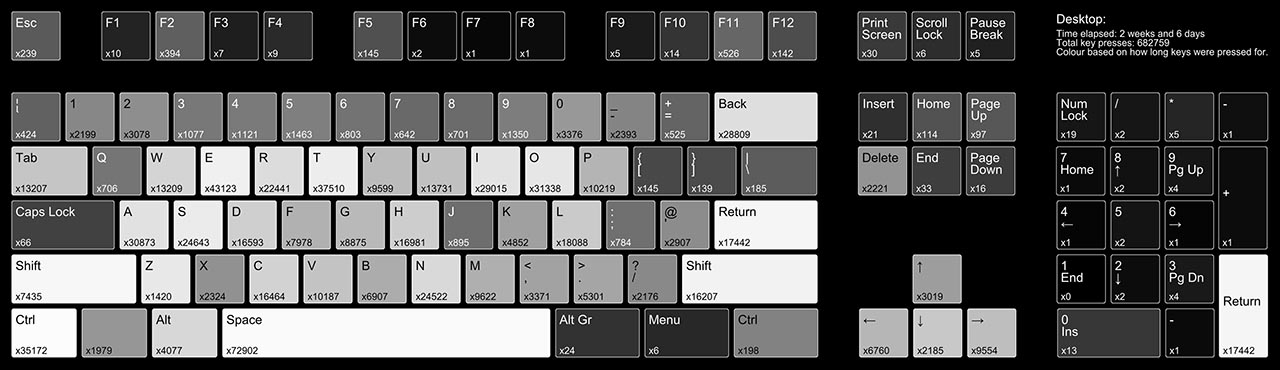 Esc F1 F2 F3 F4 F5 F6 F7 F8 F9 F10 F11 F12 Print Screen Scroll Lock Pause Break
x239 x10 x394 x7 x9 x145 x2 x1 x1 x5 x14 x526 x142 x30 x6 x5
Desktop:
Time elapsed: 2 weeks and 6 days
Total key presses: 682759
Colour based on how long keys were pressed for.
¦ 1 2 3 4 5 6 7 8 9 0 _ - + = Back Insert Home Page Up Num Lock / * -
x424 x2199 x3078 x1077 x1121 x1463 x803 x642 x701 x1350 x3376 x2393 x525 x28809 x21 x114 x97 x19 x2 x5 x1
Tab Q W E R T Y U I O P { [ } ] | \ Delete End Page Down 7 Home 8 ↑ 9 Pg Up +
x13207 x706 x13209 x43123 x22441 x37510 x9599 x13731 x29015 x31338 x10219 x145 x139 x185 x2221 x33 x16 x1 x2 x4
Caps Lock A S D F G H J K L : ; @ ' Return 4 ← 5 6 →
x66 x30873 x24643 x16593 x7978 x8875 x16981 x895 x4852 x18088 x784 x2907 x17442 x1 x2 x1 x1
Shift Z X C V B N M < , > . ? / Shift ↑ 1 End 2 ↓ 3 Pg Dn Return
x7435 x1420 x2324 x16464 x10187 x6907 x24522 x9622 x3371 x5301 x2176 x16207 x3019 x0 x2 x4
Ctrl Alt Space Alt Gr Menu Ctrl ← ↓ → 0 Ins -
x35172 x1979 x4077 x72902 x24 x6 x198 x6760 x2185 x9554 x13 x1 x17442